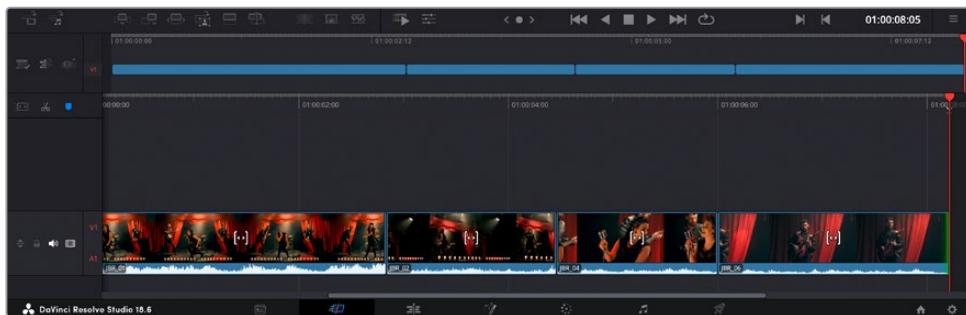 01:00:08:05
01:00:00:00 01:00:02:12 01:00:05:00 01:00:07:12
V1
00:00:00 01:00:02:00 01:00:04:00 01:00:06:00
V1
A1
JBR_01 JBR_02 JBR_04 JBR_06
DaVinci Resolve Studio 18.6